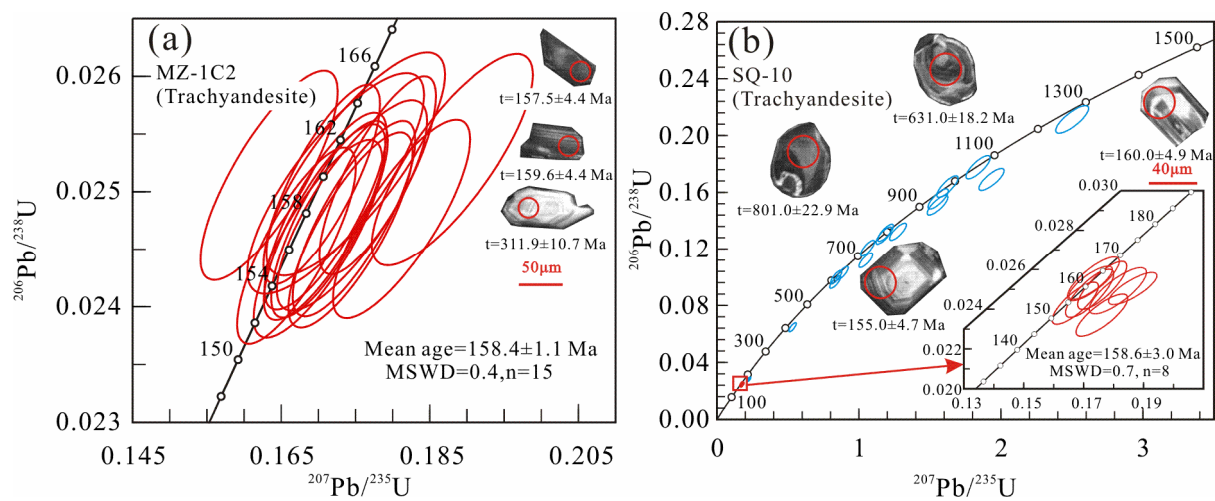 (a)
MZ-1C2
(Trachyandesite)
0.026
0.025
0.024
0.023
²⁰⁶Pb/²³⁸U
0.145
0.165
0.185
0.205
²⁰⁷Pb/²³⁵U
166
162
158
154
150
t=157.5±4.4 Ma
t=159.6±4.4 Ma
t=311.9±10.7 Ma
50μm
Mean age=158.4±1.1 Ma
MSWD=0.4,n=15
(b)
SQ-10
(Trachyandesite)
0.28
0.24
0.20
0.16
0.12
0.08
0.04
0.00
²⁰⁶Pb/²³⁸U
0
1
2
3
²⁰⁷Pb/²³⁵U
1500
1300
1100
900
700
500
300
100
t=631.0±18.2 Ma
t=801.0±22.9 Ma
t=160.0±4.9 Ma
40μm
t=155.0±4.7 Ma
0.030
0.028
0.026
0.024
0.022
0.020
180
170
160
150
140
Mean age=158.6±3.0 Ma
MSWD=0.7, n=8
0.13
0.15
0.17
0.19